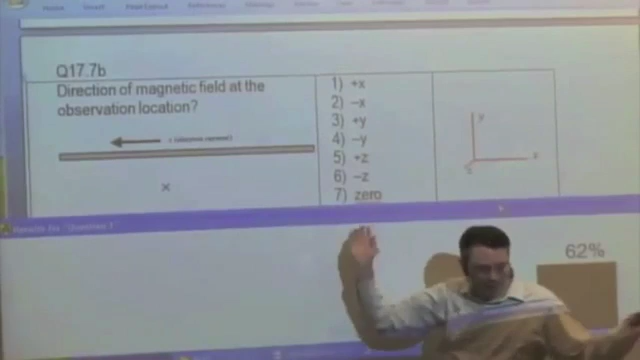 Q17.7b
Direction of magnetic field at the
observation location?
×
1) +x
2) –x
3) +y
4) –y
5) +z
6) –z
7) zero
y
x
z
62%